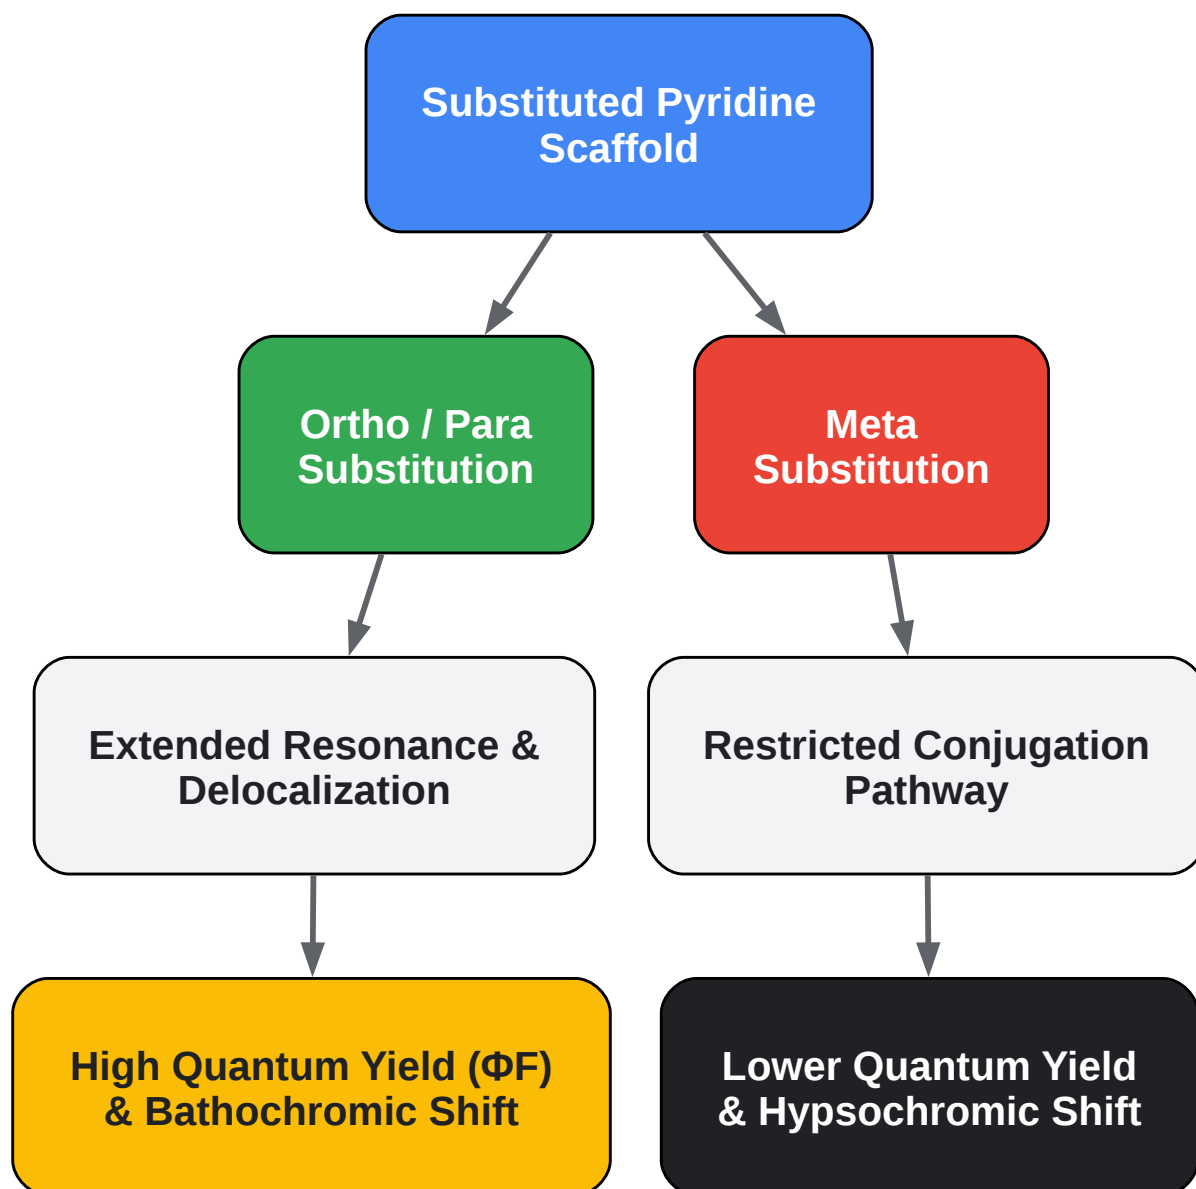 Substituted Pyridine
Scaffold
Ortho / Para
Substitution
Meta
Substitution
Extended Resonance &
Delocalization
Restricted Conjugation
Pathway
High Quantum Yield (ΦF)
& Bathochromic Shift
Lower Quantum Yield
& Hypsochromic Shift